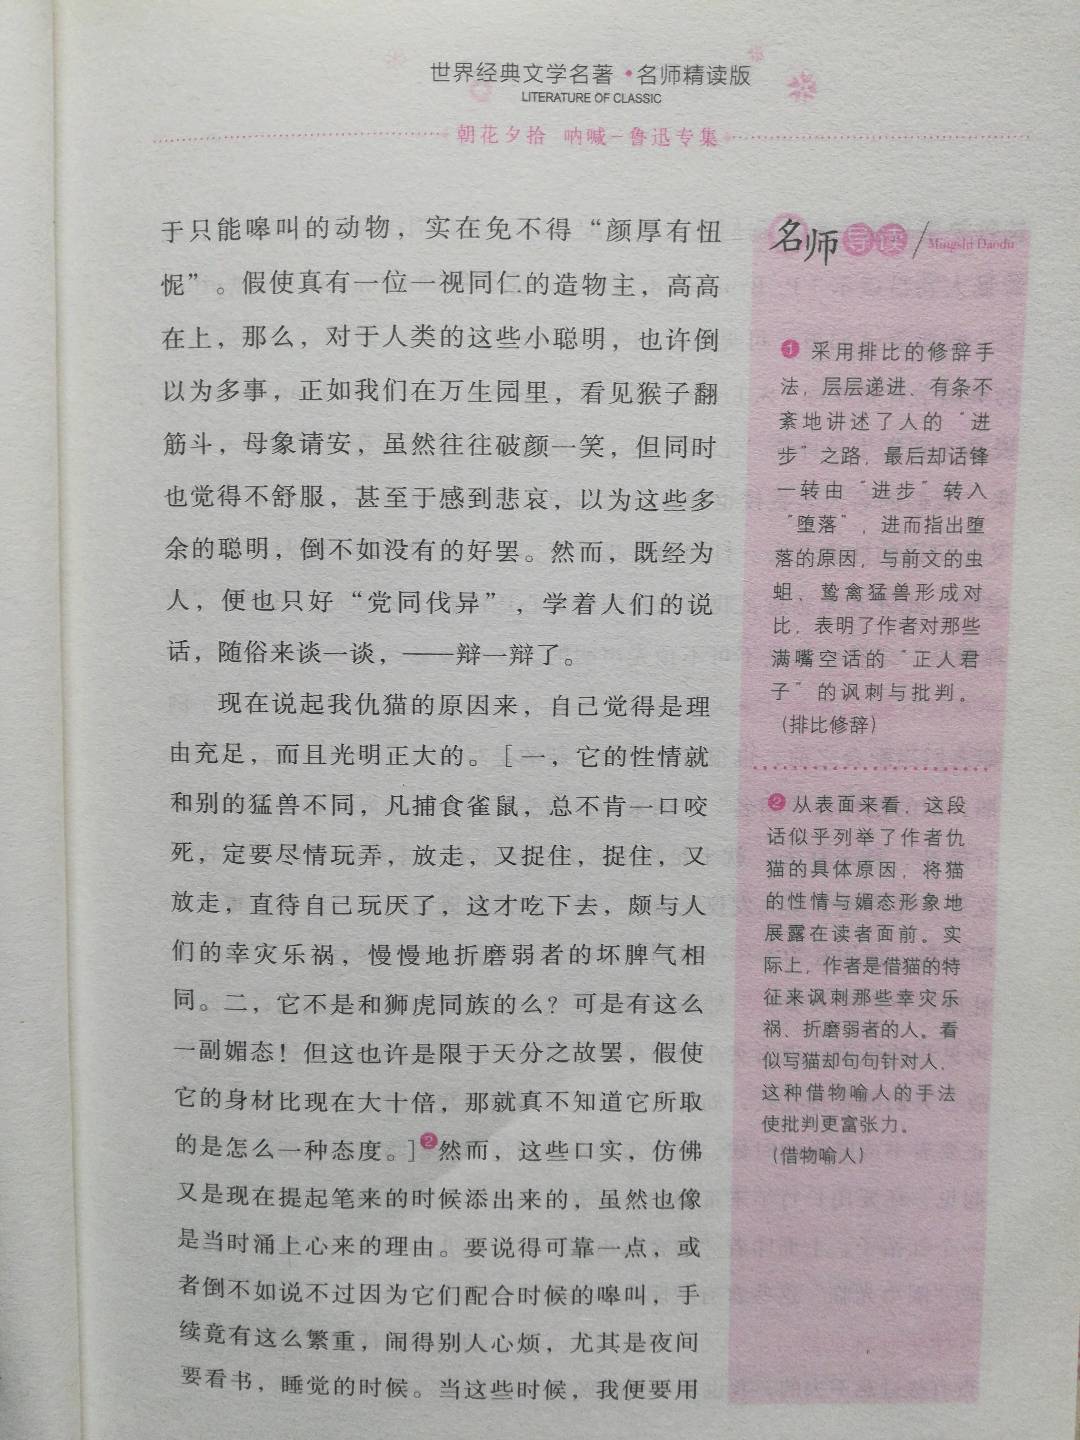 世界经典文学名著·名师精读版
LITERATURE OF CLASSIC
朝花夕拾 呐喊－鲁迅专集
于只能嗥叫的动物，实在免不得“颜厚有忸
怩”。假使真有一位一视同仁的造物主，高高
在上，那么，对于人类的这些小聪明，也许倒
以为多事，正如我们在万生园里，看见猴子翻
筋斗，母象请安，虽然往往破颜一笑，但同时
也觉得不舒服，甚至于感到悲哀，以为这些多
余的聪明，倒不如没有的好罢。然而，既经为
人，便也只好“党同伐异”，学着人们的说
话，随俗来谈一谈，——辩一辩了。
现在说起我仇猫的原因来，自己觉得是理
由充足，而且光明正大的。［一，它的性情就
和别的猛兽不同，凡捕食雀鼠，总不肯一口咬
死，定要尽情玩弄，放走，又捉住，捉住，又
放走，直待自己玩厌了，这才吃下去，颇与人
们的幸灾乐祸，慢慢地折磨弱者的坏脾气相
同。二，它不是和狮虎同族的么？可是有这么
一副媚态！但这也许是限于天分之故罢，假使
它的身材比现在大十倍，那就真不知道它所取
的是怎么一种态度。］❷然而，这些口实，仿佛
又是现在提起笔来的时候添出来的，虽然也像
是当时涌上心来的理由。要说得可靠一点，或
者倒不如说不过因为它们配合时候的嗥叫，手
续竟有这么繁重，闹得别人心烦，尤其是夜间
要看书，睡觉的时候。当这些时候，我便要用
名师导读/Mingshi Daodu
❶ 采用排比的修辞手
法，层层递进、有条不
紊地讲述了人的“进
步”之路，最后却话锋
一转由“进步”转入
“堕落”，进而指出堕
落的原因，与前文的虫
蛆、鸷禽猛兽形成对
比，表明了作者对那些
满嘴空话的“正人君
子”的讽刺与批判。
（排比修辞）
❷ 从表面来看，这段
话似乎列举了作者仇
猫的具体原因，将猫
的性情与媚态形象地
展露在读者面前。实
际上，作者是借猫的特
征来讽刺那些幸灾乐
祸、折磨弱者的人。看
似写猫却句句针对人，
这种借物喻人的手法
使批判更富张力。
（借物喻人）